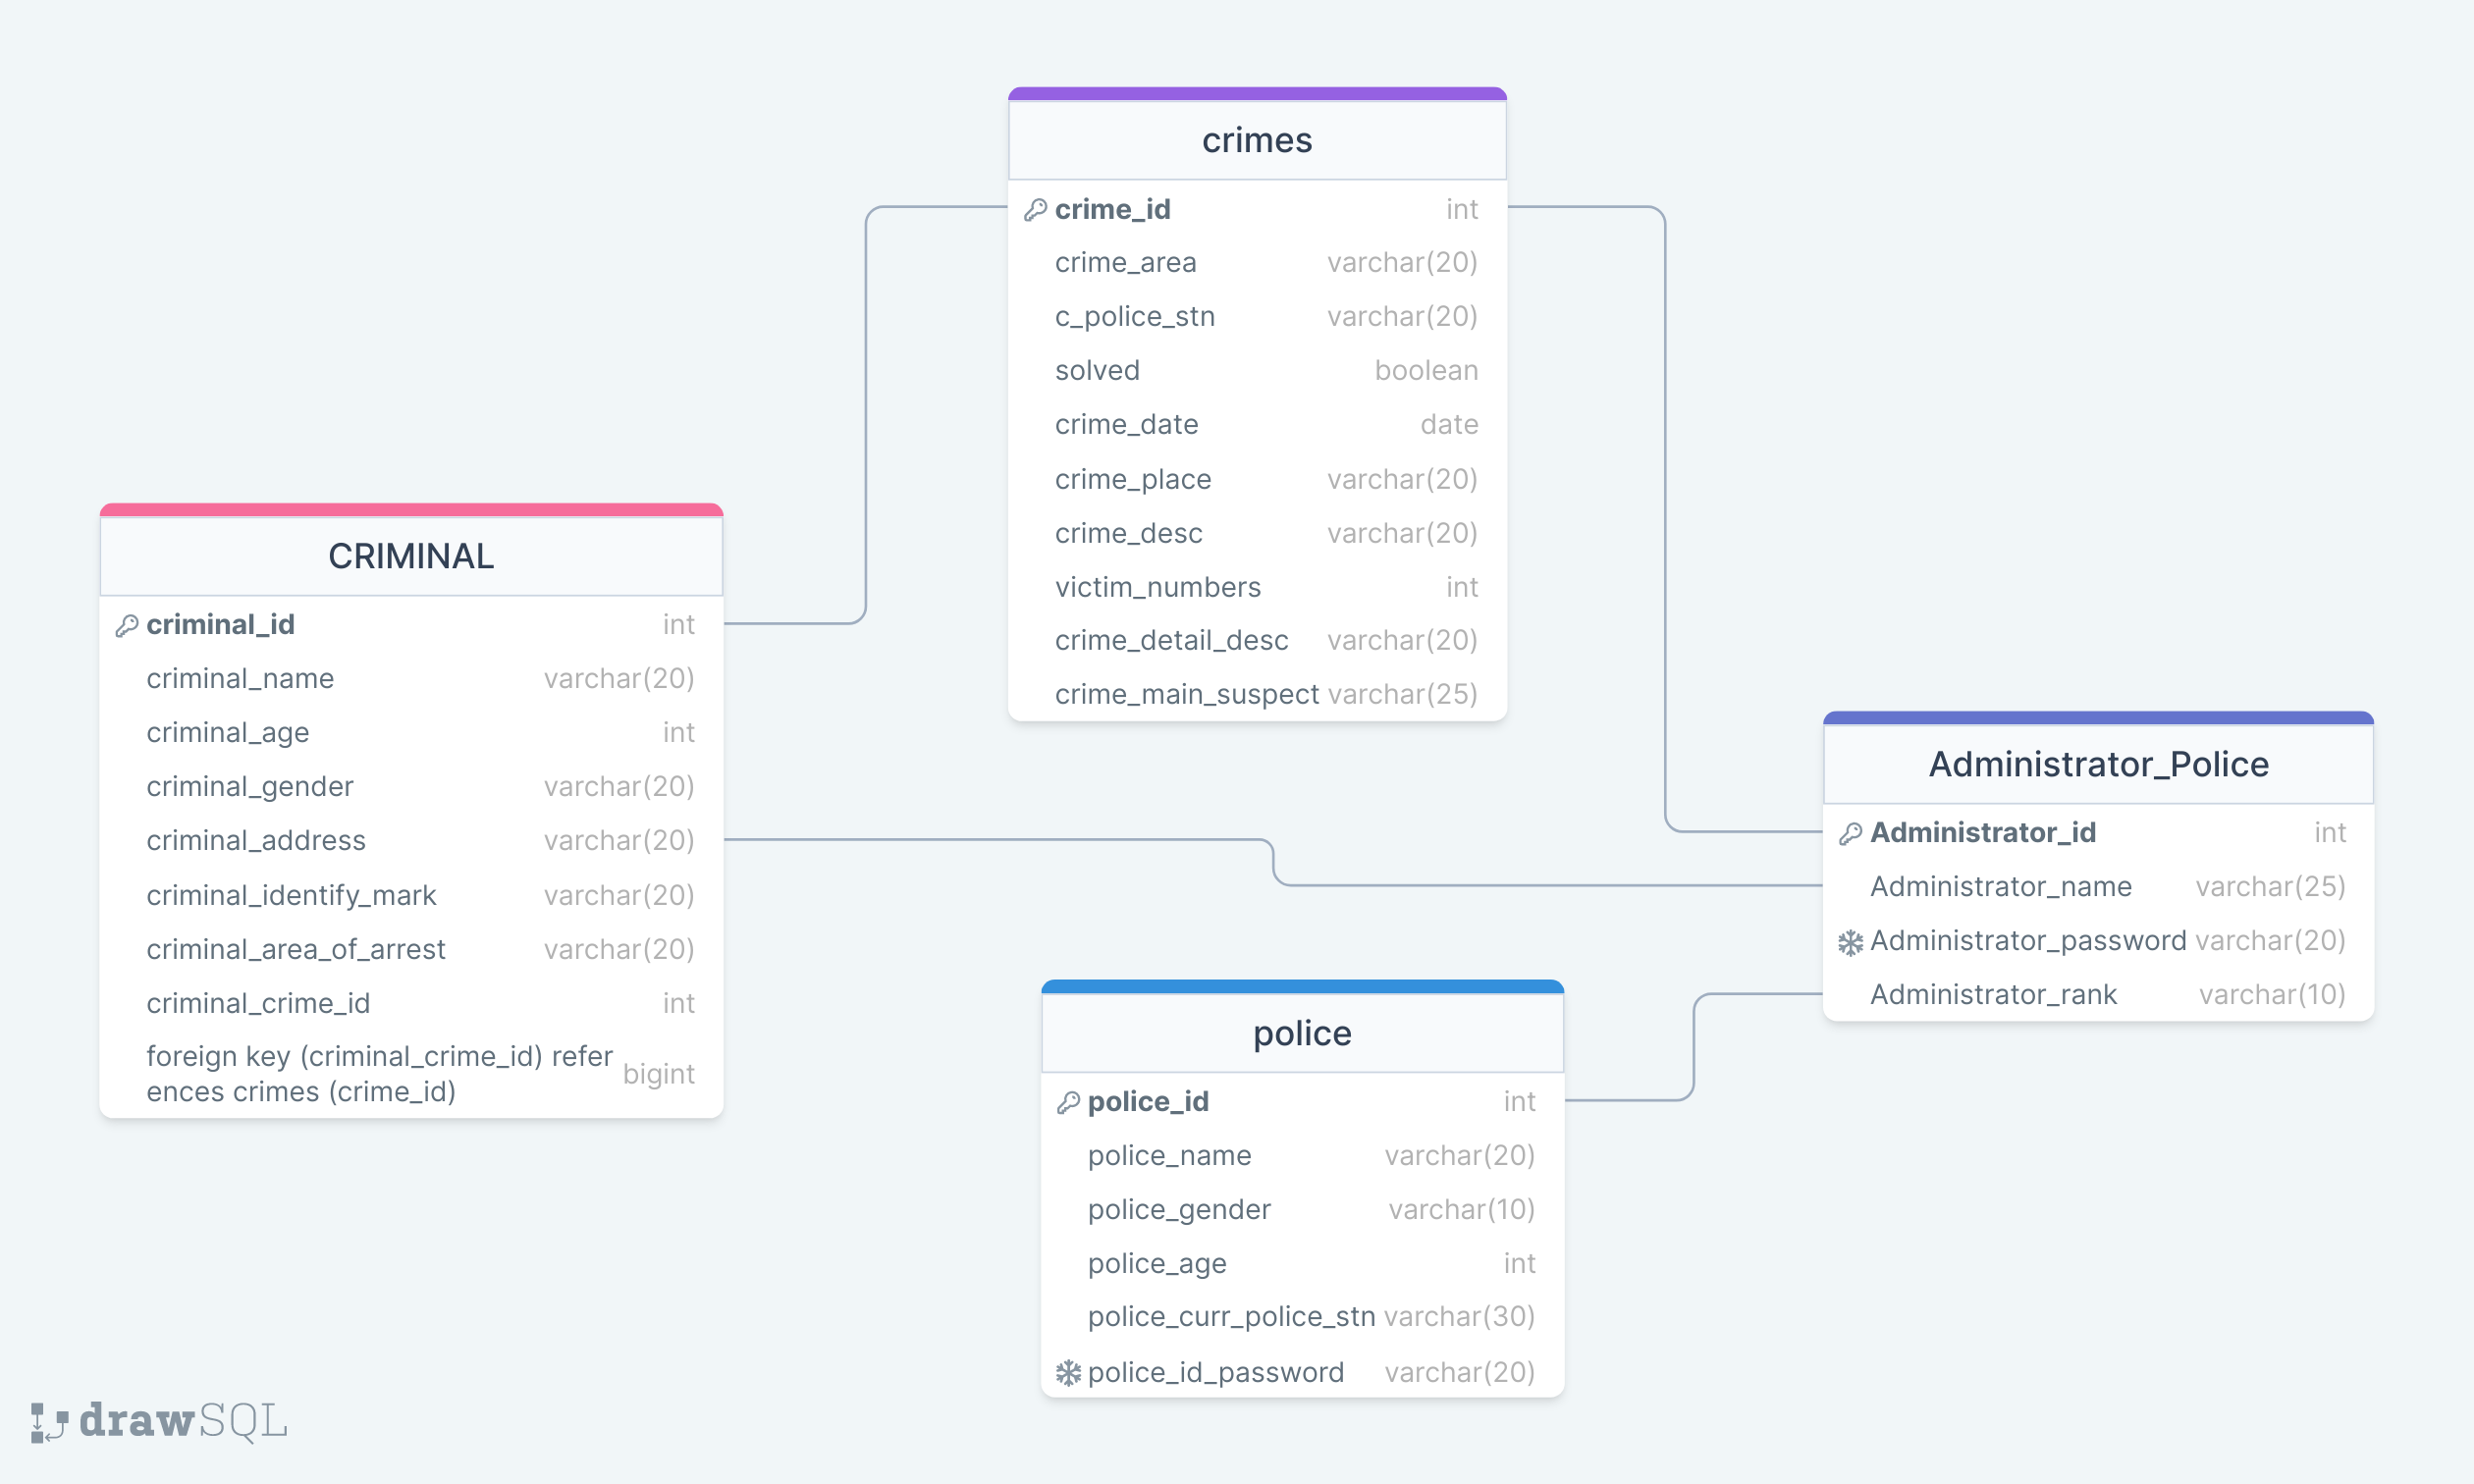 crimes
crime_id int
crime_area varchar(20)
c_police_stn varchar(20)
solved boolean
crime_date date
crime_place varchar(20)
crime_desc varchar(20)
victim_numbers int
crime_detail_desc varchar(20)
crime_main_suspect varchar(25)
CRIMINAL
criminal_id int
criminal_name varchar(20)
criminal_age int
criminal_gender varchar(20)
criminal_address varchar(20)
criminal_identify_mark varchar(20)
criminal_area_of_arrest varchar(20)
criminal_crime_id int
foreign key (criminal_crime_id) refer
ences crimes (crime_id) bigint
Administrator_Police
Administrator_id int
Administrator_name varchar(25)
Administrator_password varchar(20)
Administrator_rank varchar(10)
police
police_id int
police_name varchar(20)
police_gender varchar(10)
police_age int
police_curr_police_stn varchar(30)
police_id_password varchar(20)
drawSQL